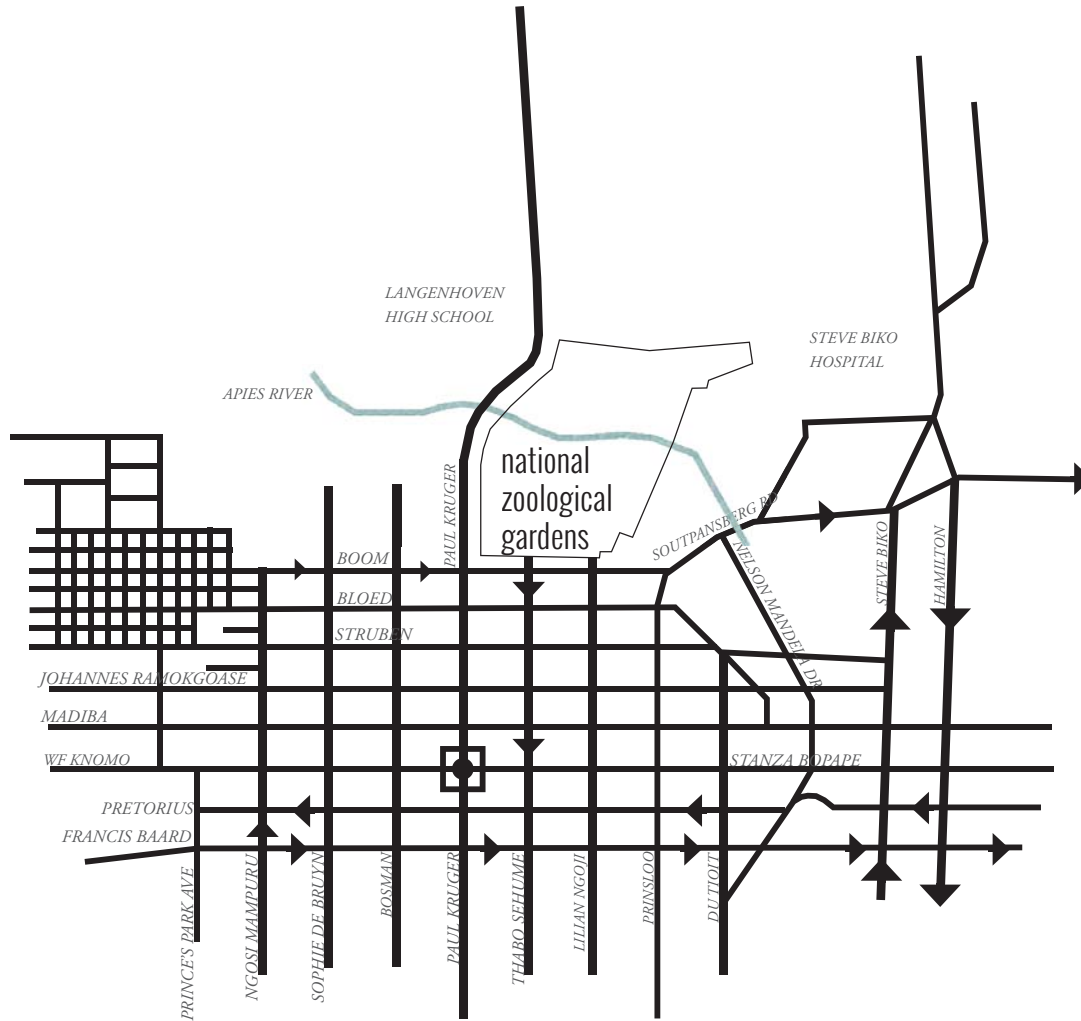 LANGENHOVEN
HIGH SCHOOL
STEVE BIKO
HOSPITAL
APIES RIVER
national
zoological
gardens
PAUL KRUGER
SOUTPANSBERG RD
NELSON MANDELA DR
STEVE BIKO
HAMILTON
BOOM
BLOED
STRUBEN
JOHANNES RAMOKGOASE
MADIBA
WF KNOMO
STANZA BOPAPE
PRETORIUS
FRANCIS BAARD
PRINCE'S PARK AVE
NGOSI MAMPURU
SOPHIE DE BRUYN
BOSMAN
PAUL KRUGER
THABO SEHUME
LILIAN NGOJI
PRINSLOO
DU TIOIT